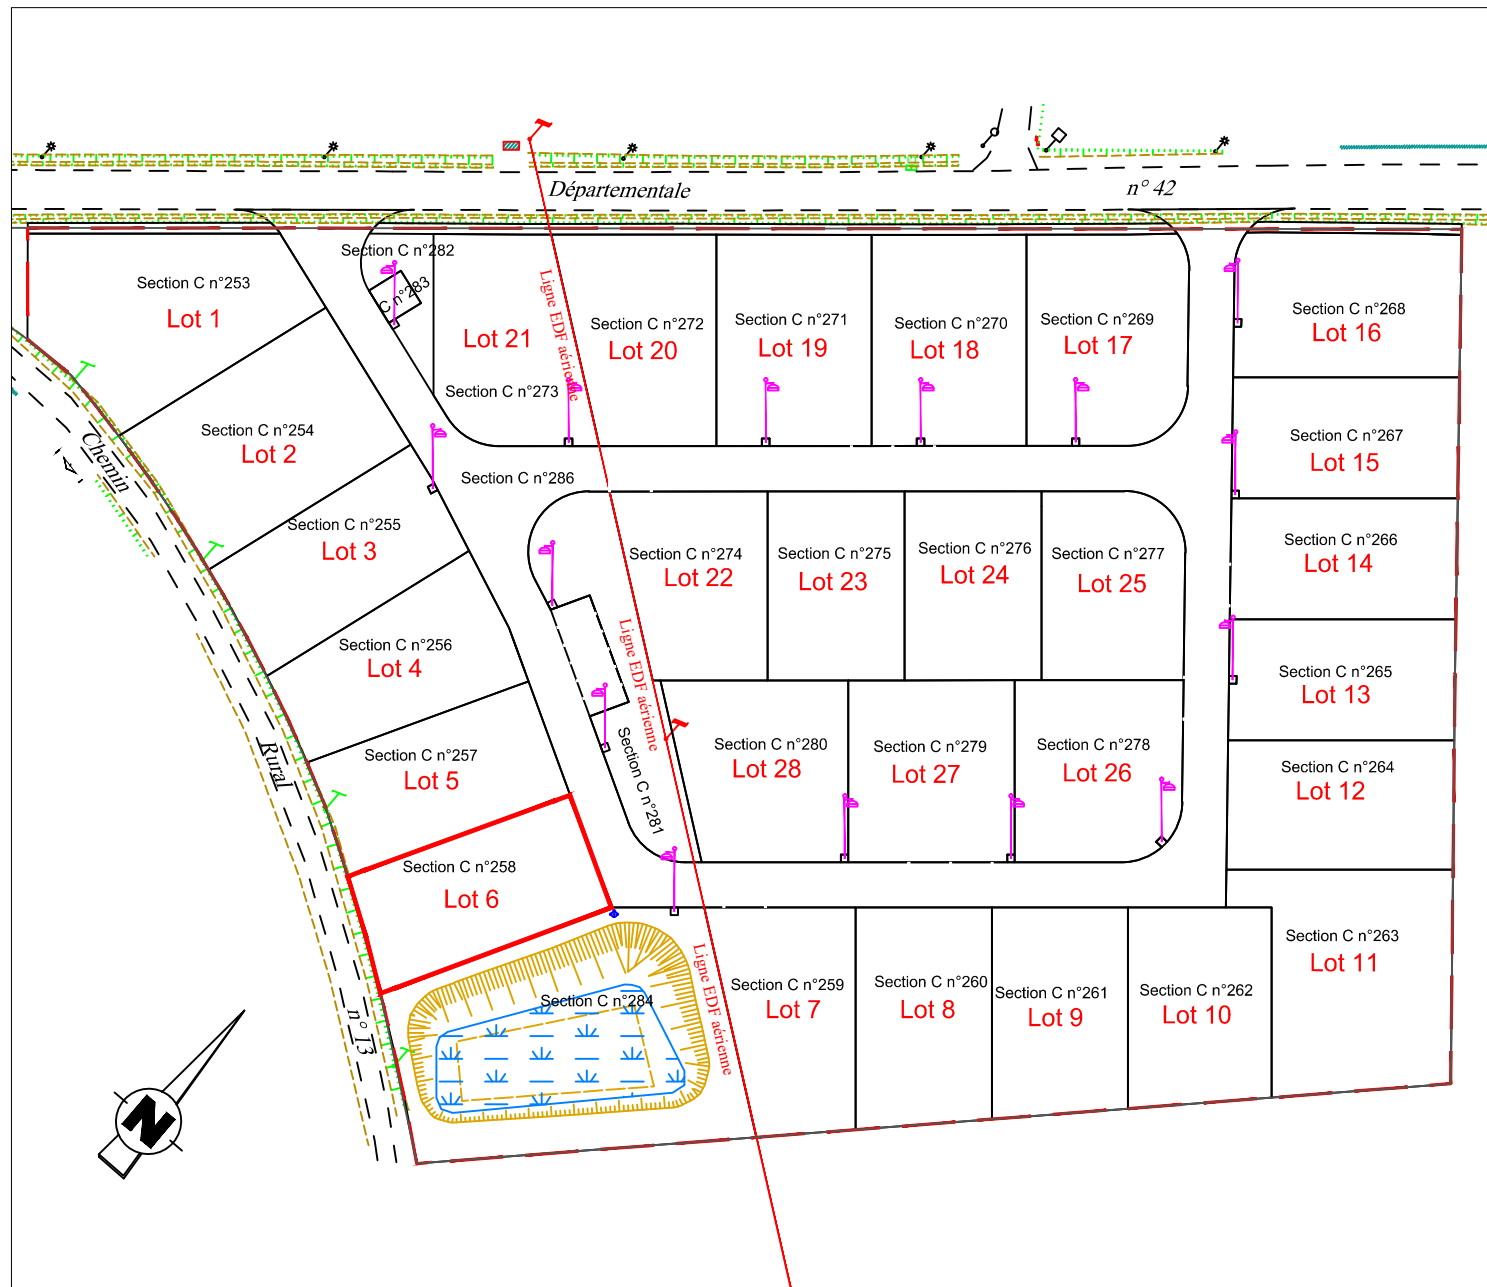 Départementale
n° 42
Section C n°282
C n°283
Section C n°253
Lot 1
Lot 21
Section C n°273
Ligne EDF aérienne
Section C n°272
Lot 20
Section C n°271
Lot 19
Section C n°270
Lot 18
Section C n°269
Lot 17
Section C n°268
Lot 16
Section C n°254
Lot 2
Chemin
Section C n°267
Lot 15
Section C n°286
Section C n°255
Lot 3
Section C n°274
Lot 22
Section C n°275
Lot 23
Section C n°276
Lot 24
Section C n°277
Lot 25
Section C n°266
Lot 14
Section C n°256
Lot 4
Ligne EDF aérienne
Section C n°265
Lot 13
Rural
Section C n°257
Lot 5
Section C n°281
Section C n°280
Lot 28
Section C n°279
Lot 27
Section C n°278
Lot 26
Section C n°264
Lot 12
Section C n°258
Lot 6
n° 13
Section C n°284
Ligne EDF aérienne
Section C n°259
Lot 7
Section C n°260
Lot 8
Section C n°261
Lot 9
Section C n°262
Lot 10
Section C n°263
Lot 11
N